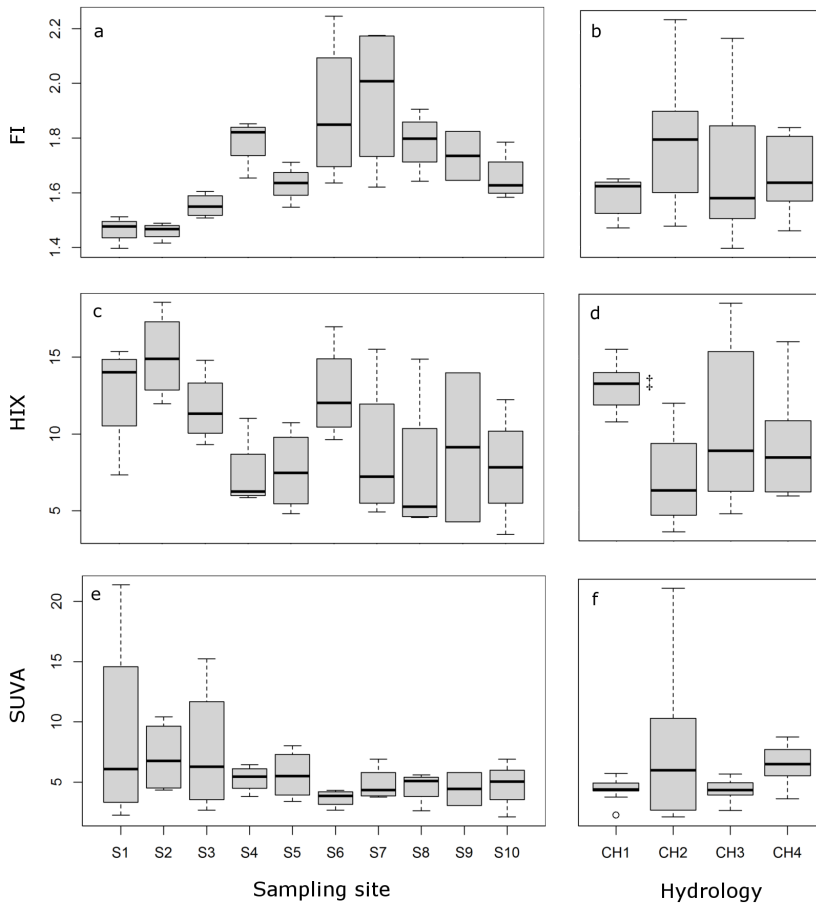 a
b
FI
2.2
2.0
1.8
1.6
1.4
c
d
HIX
15
10
5
‡
e
f
SUVA
20
15
10
5
S1 S2 S3 S4 S5 S6 S7 S8 S9 S10
CH1 CH2 CH3 CH4
Sampling site
Hydrology